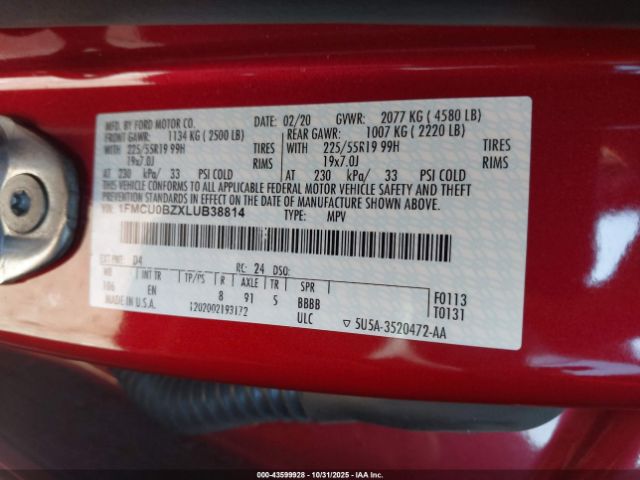 MFD. BY FORD MOTOR CO. DATE: 02/20 GVWR: 2077 KG ( 4580 LB)
FRONT GAWR: 1134 KG ( 2500 LB) REAR GAWR: 1007 KG ( 2220 LB)
WITH 225/55R19 99H TIRES WITH 225/55R19 99H TIRES
19x7.0J RIMS 19x7.0J RIMS
AT 230 kPa/ 33 PSI COLD AT 230 kPa/ 33 PSI COLD
THIS VEHICLE CONFORMS TO ALL APPLICABLE FEDERAL MOTOR VEHICLE SAFETY AND THEFT PREVENTION
STANDARDS IN EFFECT ON THE DATE OF MANUFACTURE SHOWN ABOVE.
VIN: 1FMCU0BZXLUB38814 TYPE: MPV
EXT PNT: D4 RC: 24 DSO:
WB INT TR TP/PS R AXLE TR SPR
106 EN 8 91 5 BBBB F0113
MADE IN U.S.A. 12020021931?2 ULC T0131
▽ 5U5A-3520472-AA
000-43599928 - 10/31/2025 - IAAI, INC.